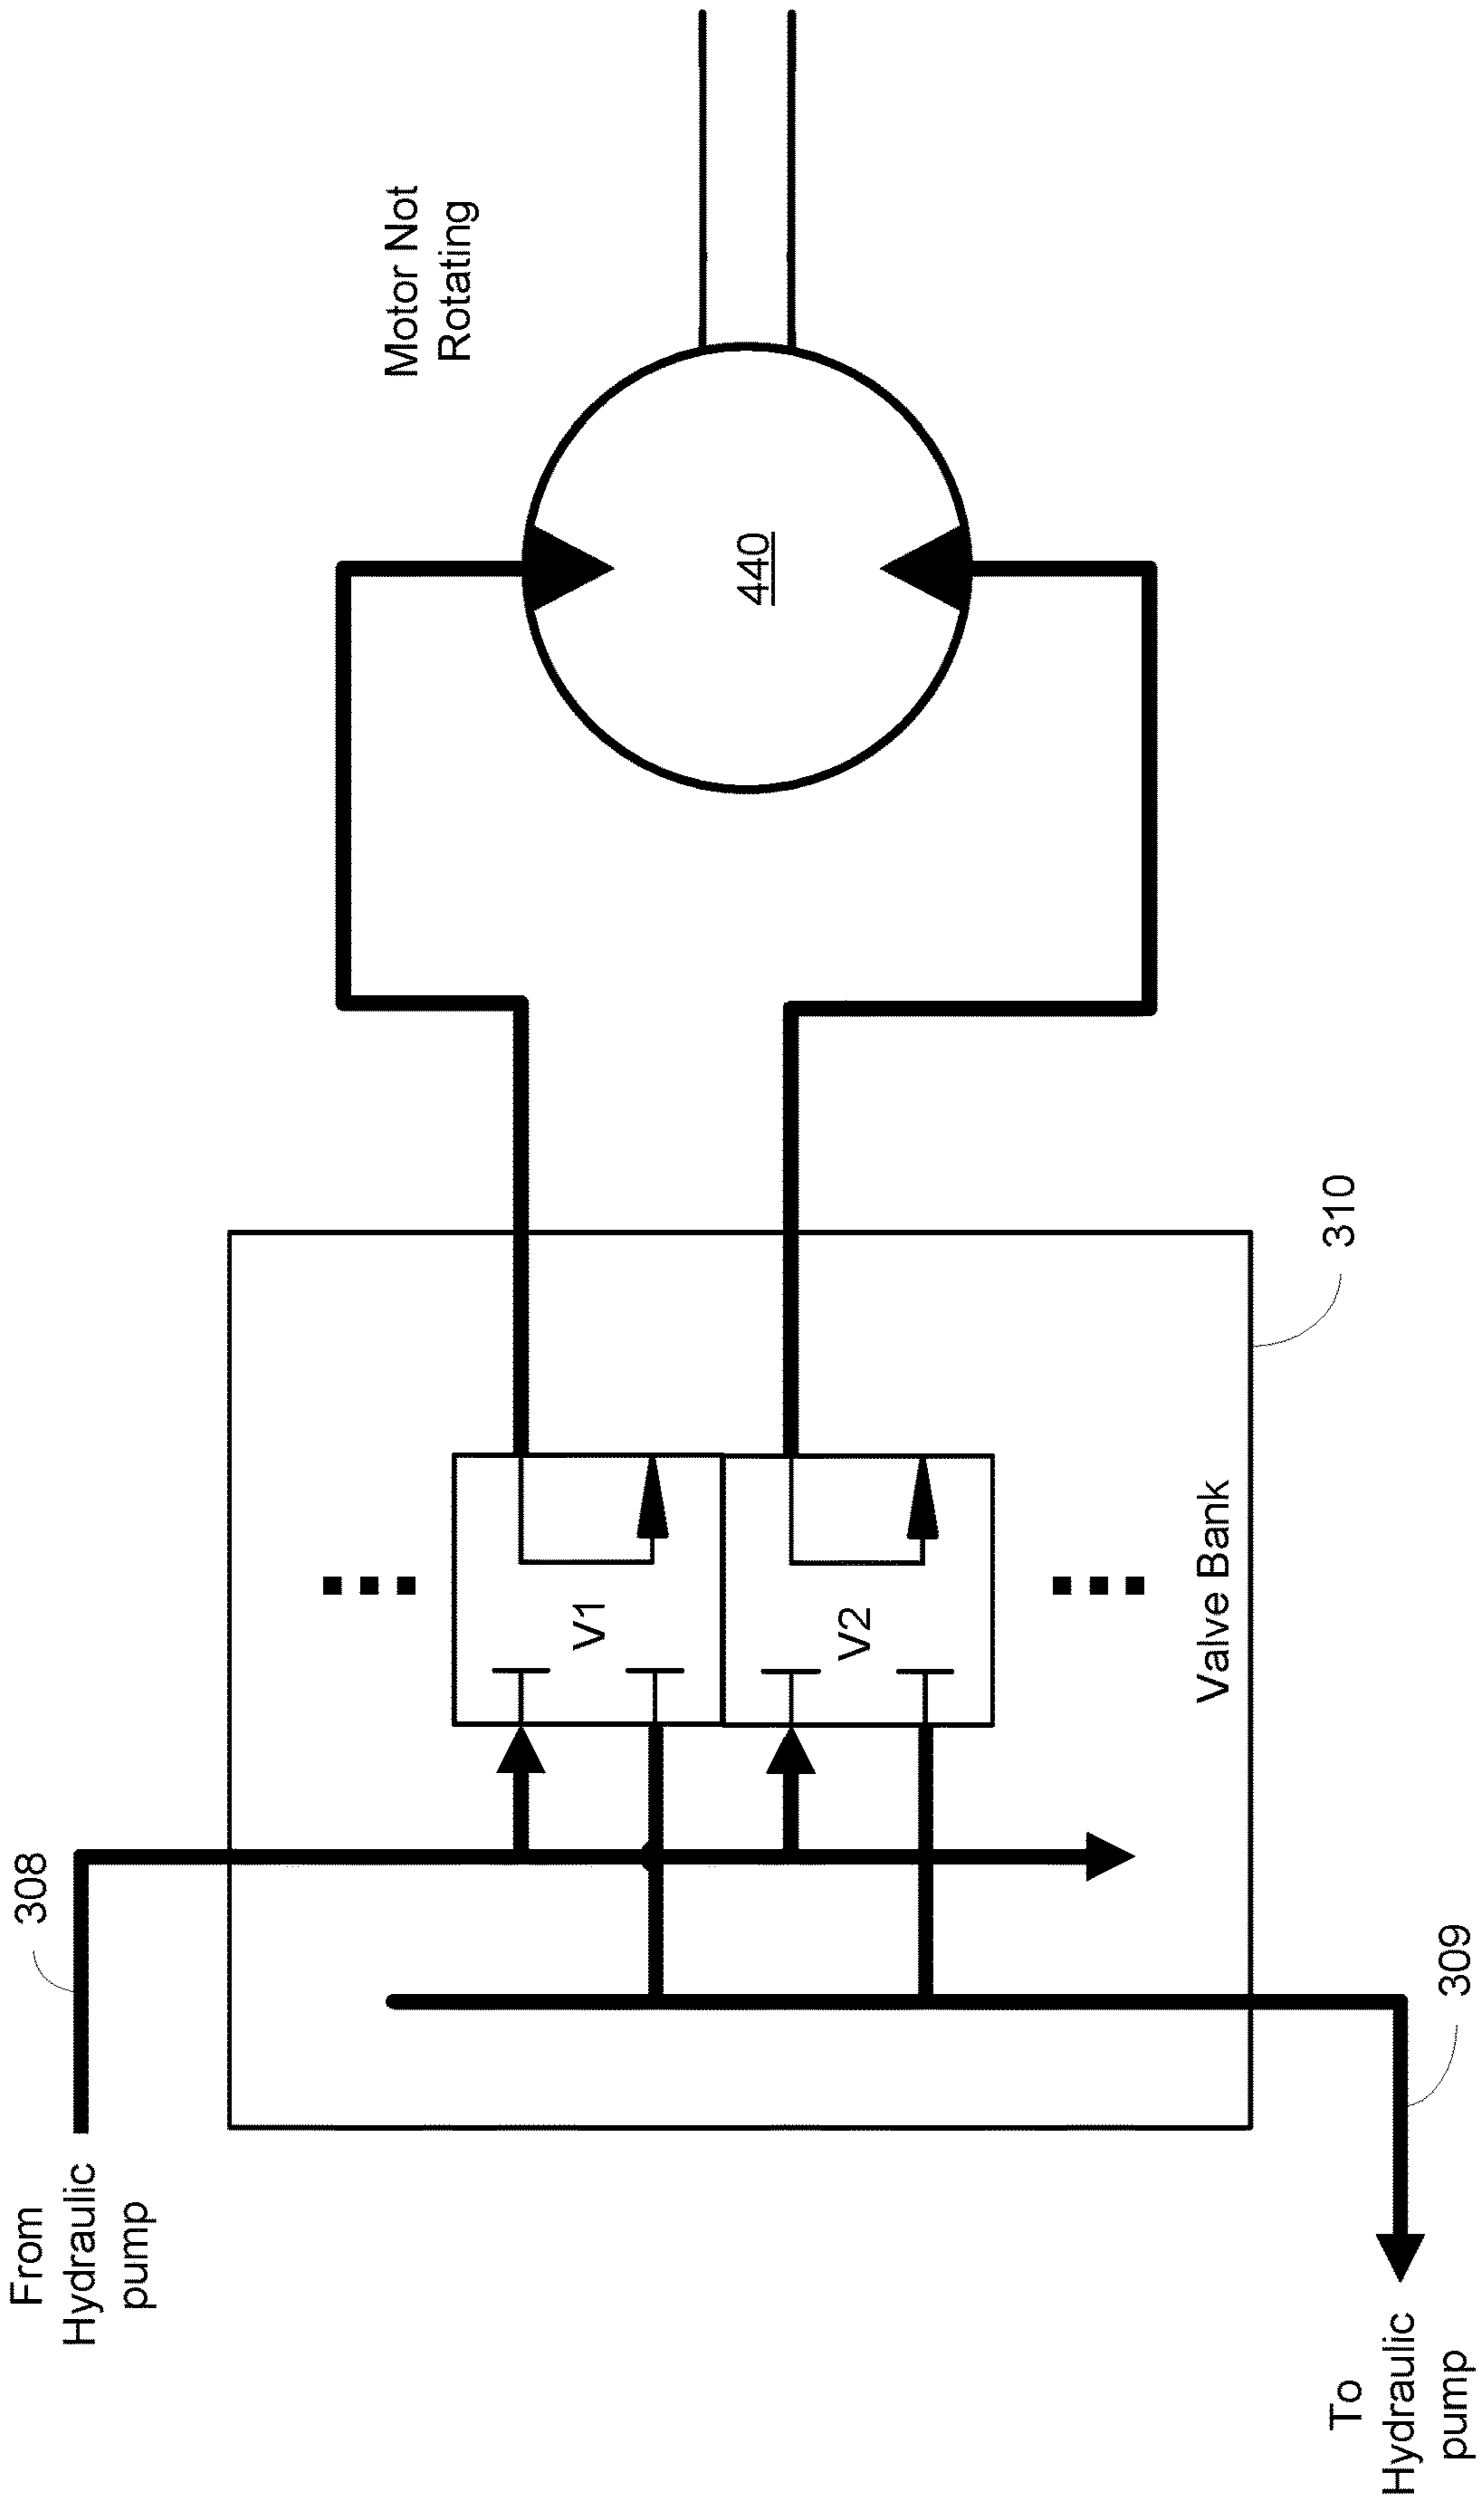 From
Hydraulic
pump
308
Motor Not
Rotating
V1
440
V2
Valve Bank
310
To
Hydraulic
pump
309